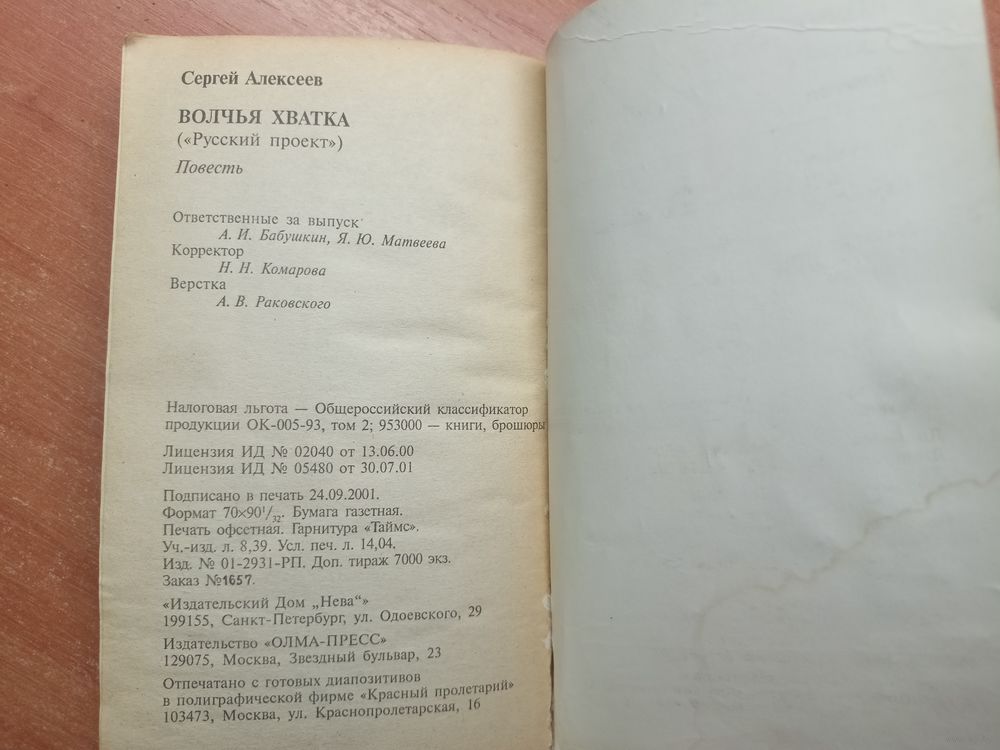 Сергей Алексеев
ВОЛЧЬЯ ХВАТКА
(«Русский проект»)
Повесть
Ответственные за выпуск
А. И. Бабушкин, Я. Ю. Матвеева
Корректор
Н. Н. Комарова
Верстка
А. В. Раковского
Налоговая льгота — Общероссийский классификатор
продукции ОК-005-93, том 2; 953000 — книги, брошюры
Лицензия ИД № 02040 от 13.06.00
Лицензия ИД № 05480 от 30.07.01
Подписано в печать 24.09.2001.
Формат 70×90¹/₃₂. Бумага газетная.
Печать офсетная. Гарнитура «Таймс».
Уч.-изд. л. 8,39. Усл. печ. л. 14,04.
Изд. № 01-2931-РП. Доп. тираж 7000 экз.
Заказ №1657.
«Издательский Дом „Нева“»
199155, Санкт-Петербург, ул. Одоевского, 29
Издательство «ОЛМА-ПРЕСС»
129075, Москва, Звездный бульвар, 23
Отпечатано с готовых диапозитивов
в полиграфической фирме «Красный пролетарий»
103473, Москва, ул. Краснопролетарская, 16